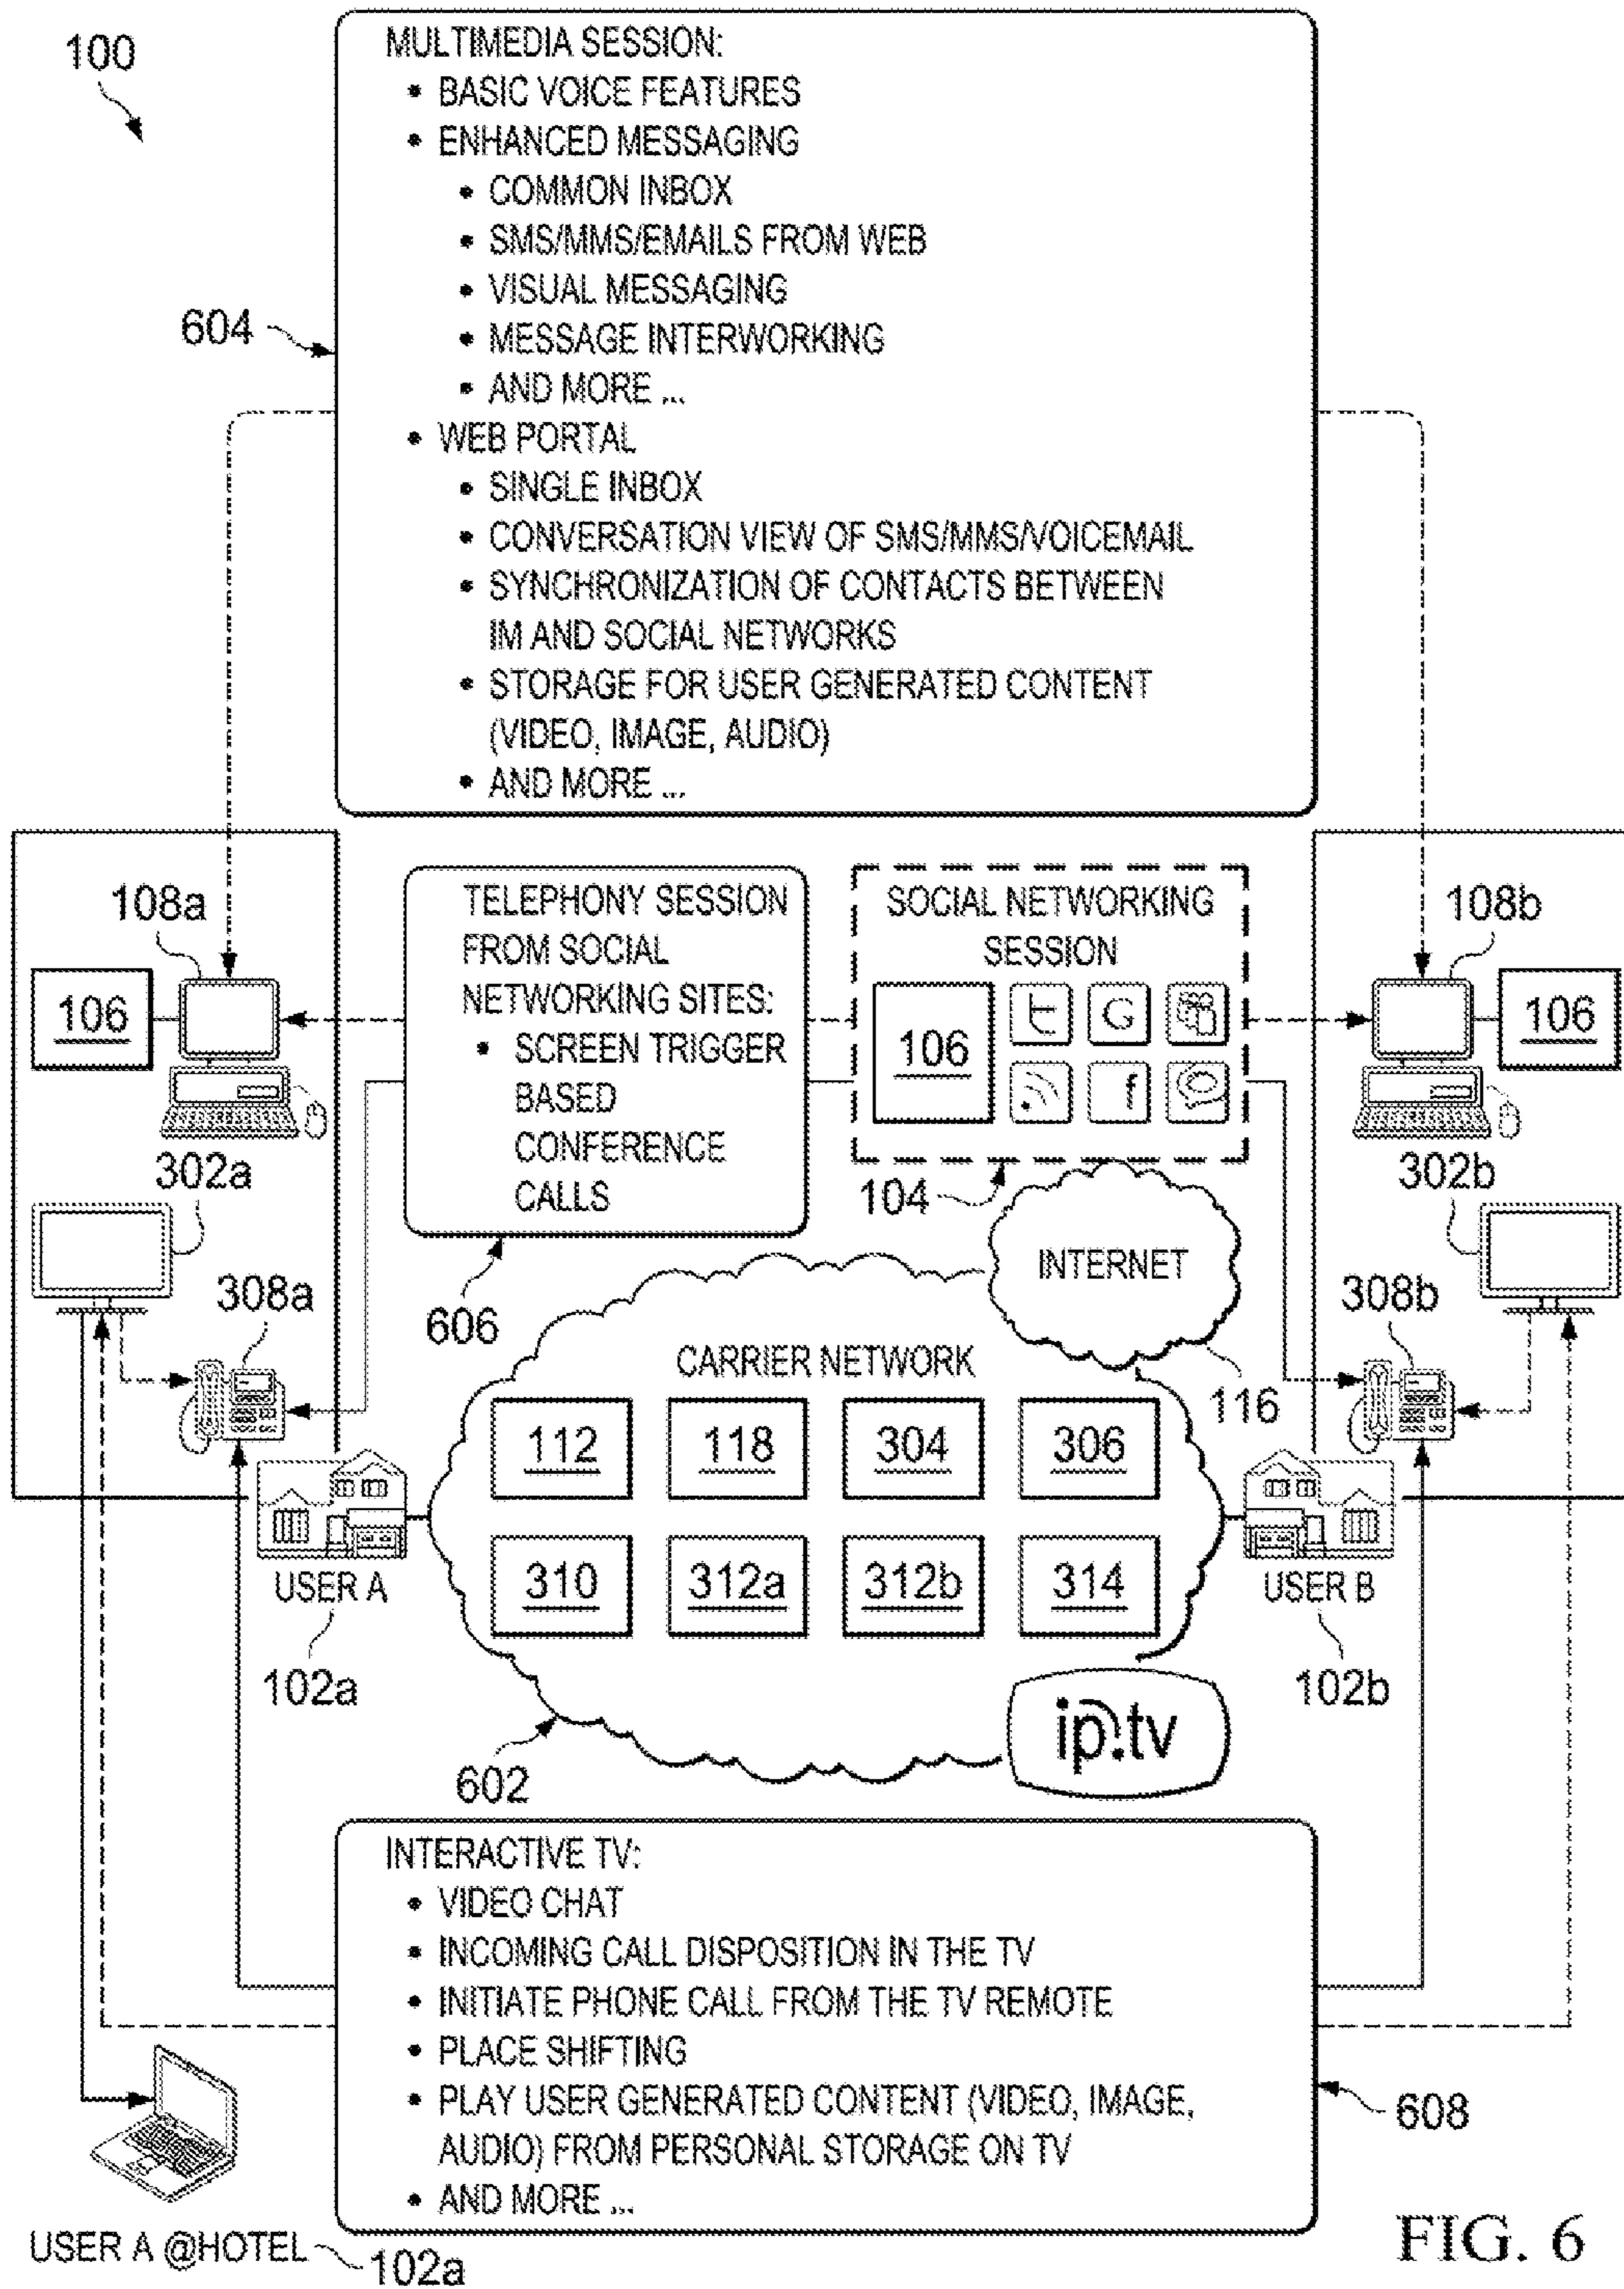 100
MULTIMEDIA SESSION:
• BASIC VOICE FEATURES
• ENHANCED MESSAGING
• COMMON INBOX
• SMS/MMS/EMAILS FROM WEB
• VISUAL MESSAGING
• MESSAGE INTERWORKING
• AND MORE ...
• WEB PORTAL
• SINGLE INBOX
• CONVERSATION VIEW OF SMS/MMS/VOICEMAIL
• SYNCHRONIZATION OF CONTACTS BETWEEN
IM AND SOCIAL NETWORKS
• STORAGE FOR USER GENERATED CONTENT
(VIDEO, IMAGE, AUDIO)
• AND MORE ...
604
108a
106
302a
308a
TELEPHONY SESSION
FROM SOCIAL
NETWORKING SITES:
• SCREEN TRIGGER
BASED
CONFERENCE
CALLS
606
SOCIAL NETWORKING
SESSION
106
G
f
104
108b
106
302b
308b
INTERNET
116
CARRIER NETWORK
112
118
304
306
310
312a
312b
314
USER A
102a
USER B
102b
602
ip.tv
INTERACTIVE TV:
• VIDEO CHAT
• INCOMING CALL DISPOSITION IN THE TV
• INITIATE PHONE CALL FROM THE TV REMOTE
• PLACE SHIFTING
• PLAY USER GENERATED CONTENT (VIDEO, IMAGE,
AUDIO) FROM PERSONAL STORAGE ON TV
• AND MORE ...
608
USER A @HOTEL
102a
FIG. 6